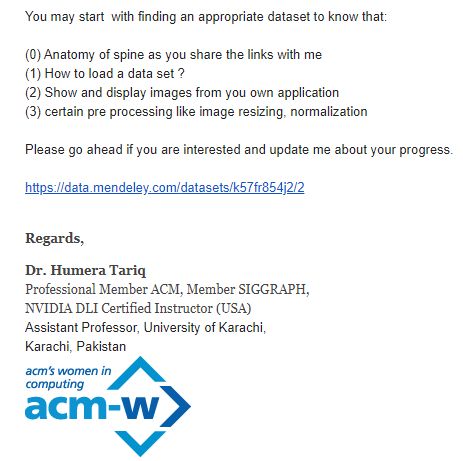 You may start  with finding an appropriate dataset to know that:
(0) Anatomy of spine as you share the links with me
(1) How to load a data set ?
(2) Show and display images from you own application
(3) certain pre processing like image resizing, normalization
Please go ahead if you are interested and update me about your progress.
https://data.mendeley.com/datasets/k57fr854j2/2
Regards,
Dr. Humera Tariq
Professional Member ACM, Member SIGGRAPH,
NVIDIA DLI Certified Instructor (USA)
Assistant Professor, University of Karachi,
Karachi, Pakistan
acm's women in
computing
acm-w